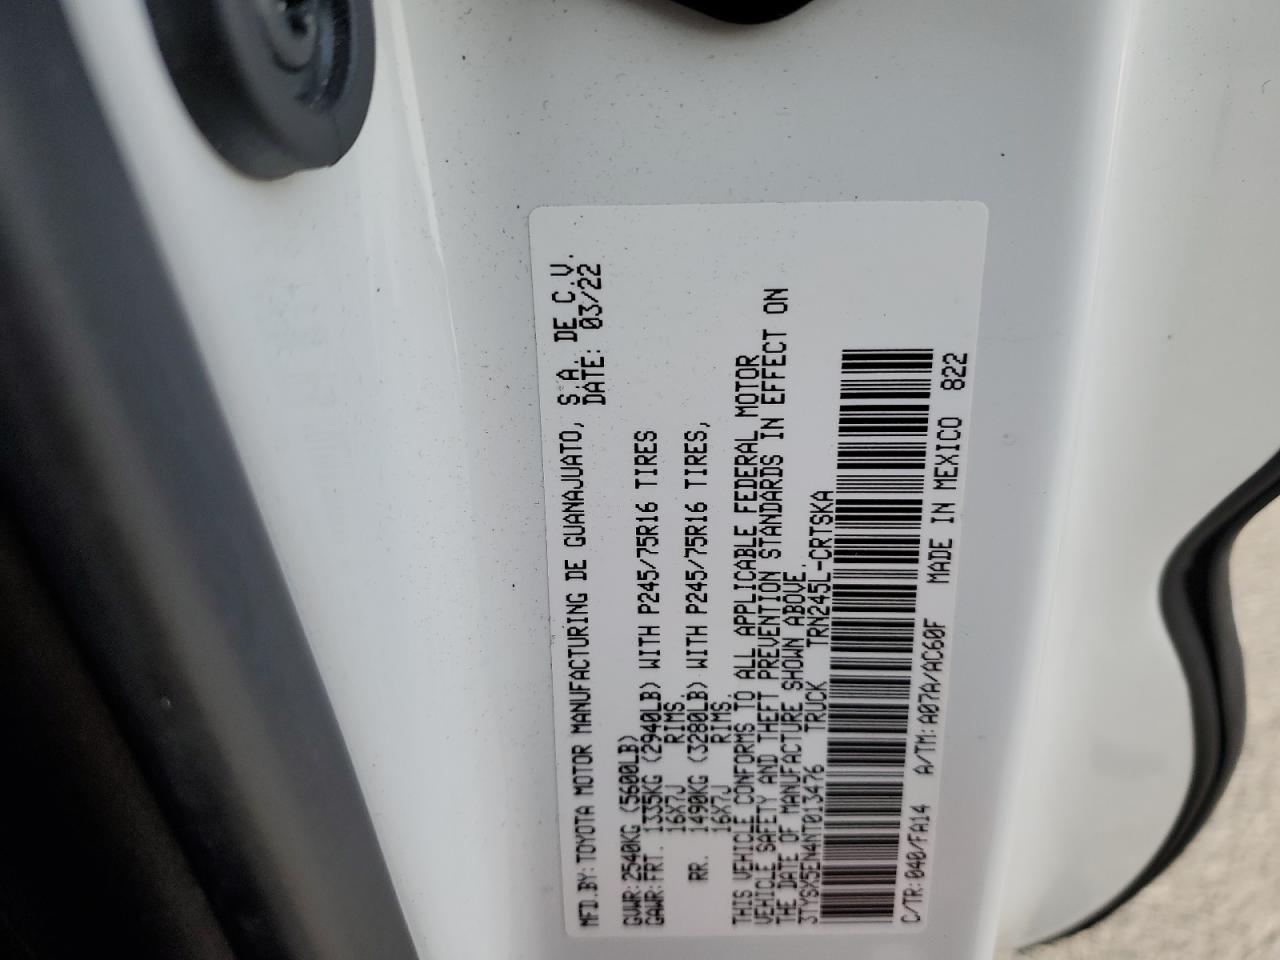 MFD.BY:TOYOTA MOTOR MANUFACTURING DE GUANAJUATO, S.A. DE C.V.
DATE: 03/22
GVWR:2540KG (5600LB)
GAWR:FRT. 1335KG (2940LB) WITH P245/75R16 TIRES
16X7J RIMS.
RR. 1490KG (3280LB) WITH P245/75R16 TIRES,
16X7J RIMS.
THIS VEHICLE CONFORMS TO ALL APPLICABLE FEDERAL MOTOR
VEHICLE SAFETY AND THEFT PREVENTION STANDARDS IN EFFECT ON
THE DATE OF MANUFACTURE SHOWN ABOVE.
3TYSX5EN4NT013476 TRUCK TRN245L-CRTSKA
C/TR:040/FA14 A/TM:A07A/AC60F MADE IN MEXICO 822